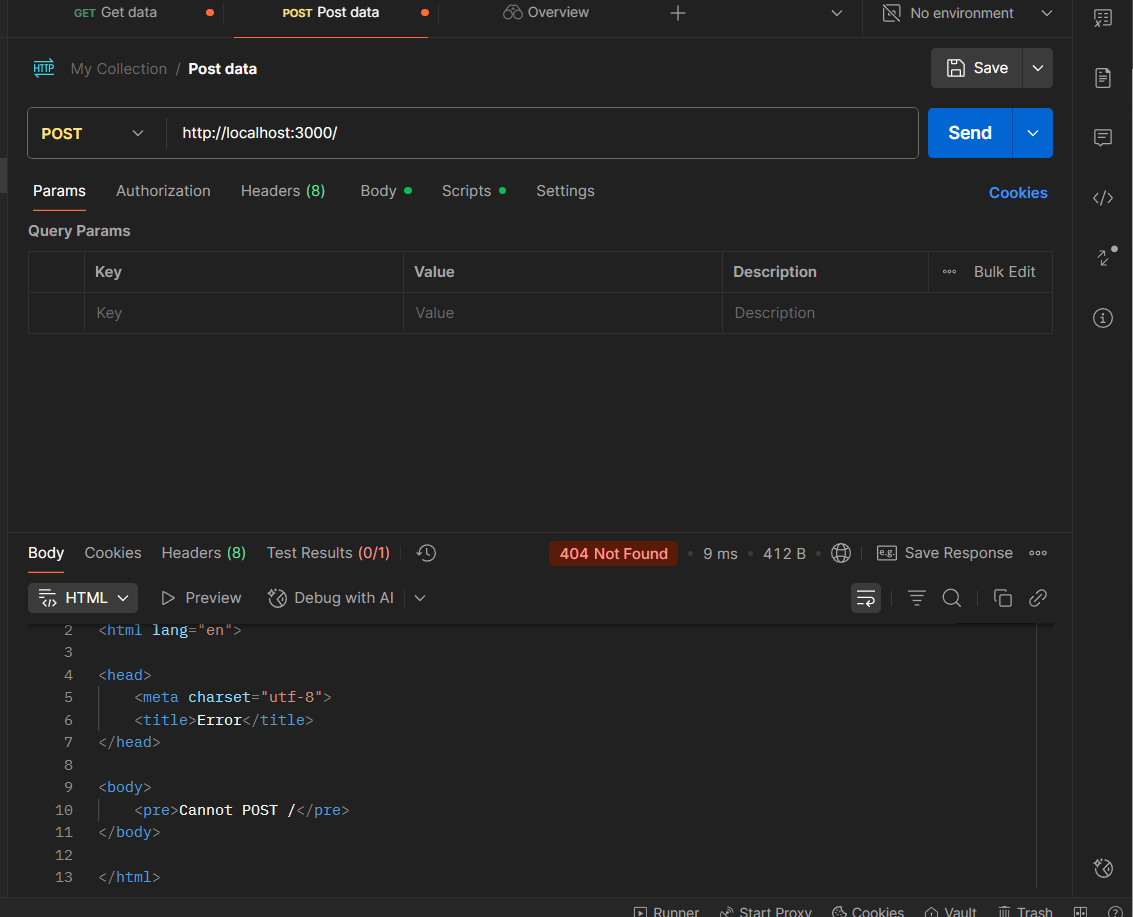 GET Get data POST Post data Overview No environment
HTTP My Collection / Post data Save
POST http://localhost:3000/ Send
Params Authorization Headers (8) Body Scripts Settings Cookies
Query Params
Key Value Description Bulk Edit
Key Value Description
Body Cookies Headers (8) Test Results (0/1) 404 Not Found 9 ms 412 B e.g. Save Response
HTML Preview Debug with AI
2 <html lang="en">
3
4 <head>
5 <meta charset="utf-8">
6 <title>Error</title>
7 </head>
8
9 <body>
10 <pre>Cannot POST /</pre>
11 </body>
12
13 </html>
Runner Start Proxy Cookies Vault Trash